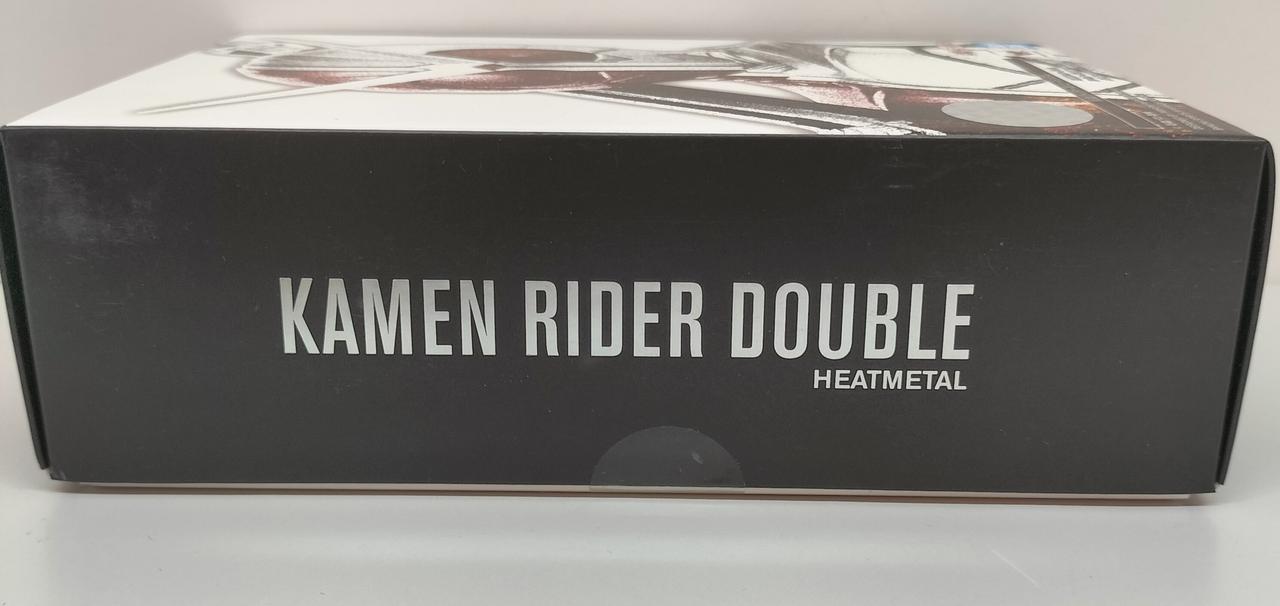 KAMEN RIDER DOUBLE
HEATMETAL